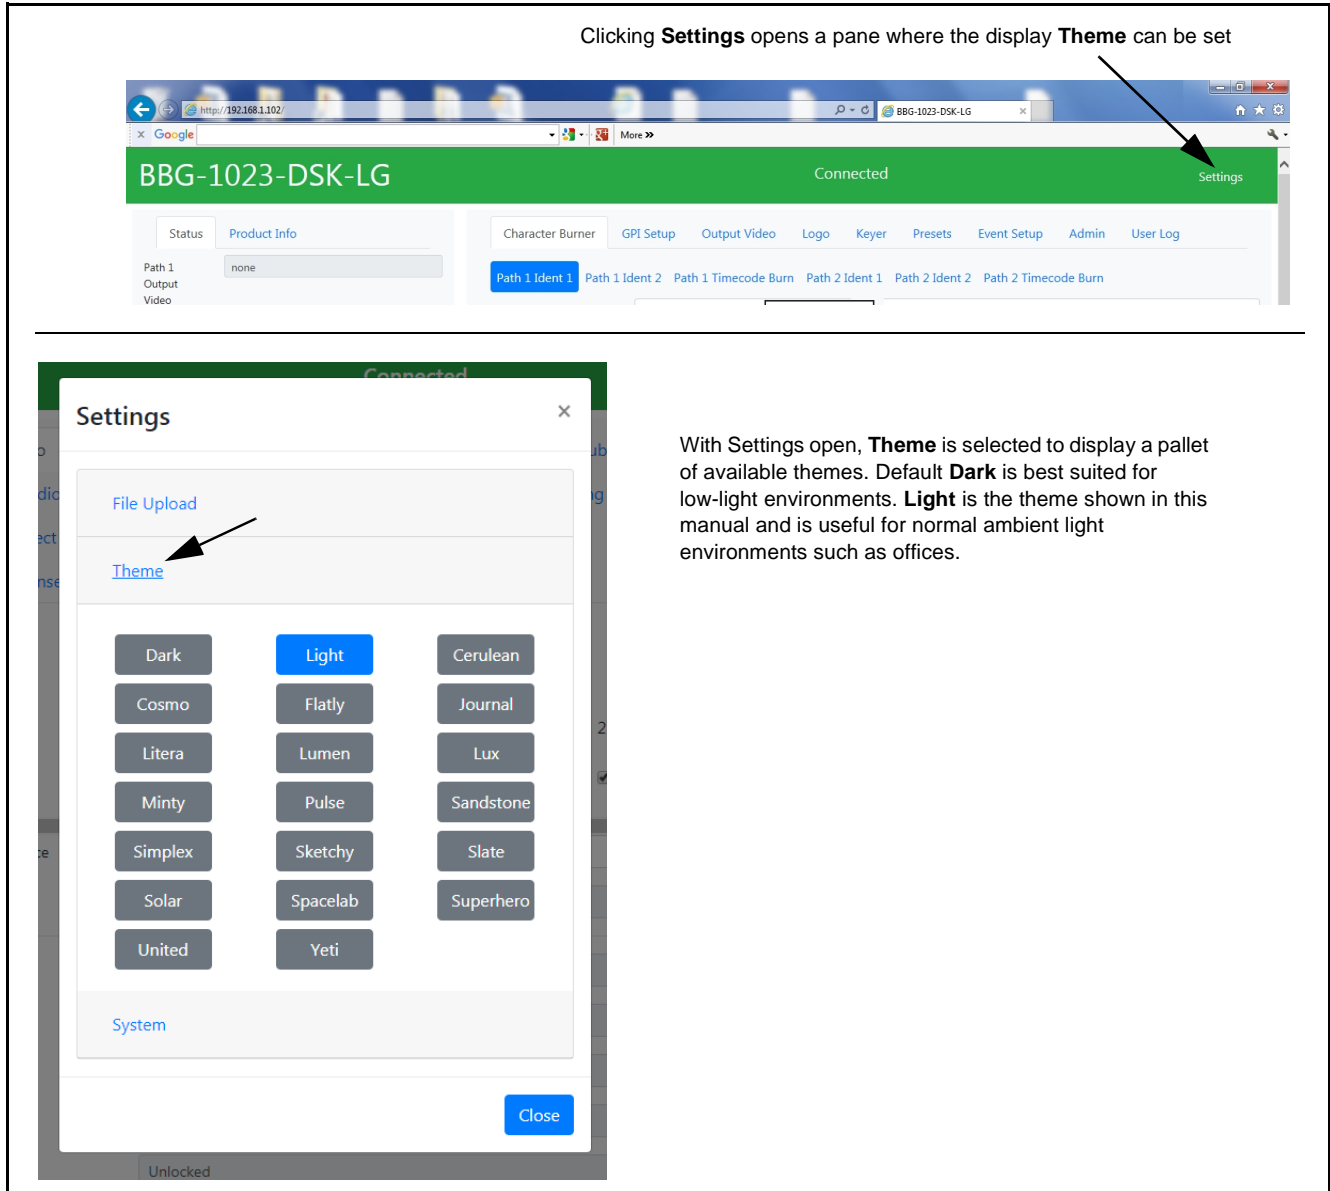 Clicking Settings opens a pane where the display Theme can be set
http://192.168.1.102/
BBG-1023-DSK-LG
x Google
More »
BBG-1023-DSK-LG
Connected
Settings
Status Product Info
Character Burner GPI Setup Output Video Logo Keyer Presets Event Setup Admin User Log
Path 1 Output Video
none
Path 1 Ident 1 Path 1 Ident 2 Path 1 Timecode Burn Path 2 Ident 1 Path 2 Ident 2 Path 2 Timecode Burn
Connected
Settings ×
File Upload
Theme
Dark Light Cerulean
Cosmo Flatly Journal
Litera Lumen Lux
Minty Pulse Sandstone
Simplex Sketchy Slate
Solar Spacelab Superhero
United Yeti
System
Close
Unlocked
With Settings open, Theme is selected to display a pallet
of available themes. Default Dark is best suited for
low-light environments. Light is the theme shown in this
manual and is useful for normal ambient light
environments such as offices.